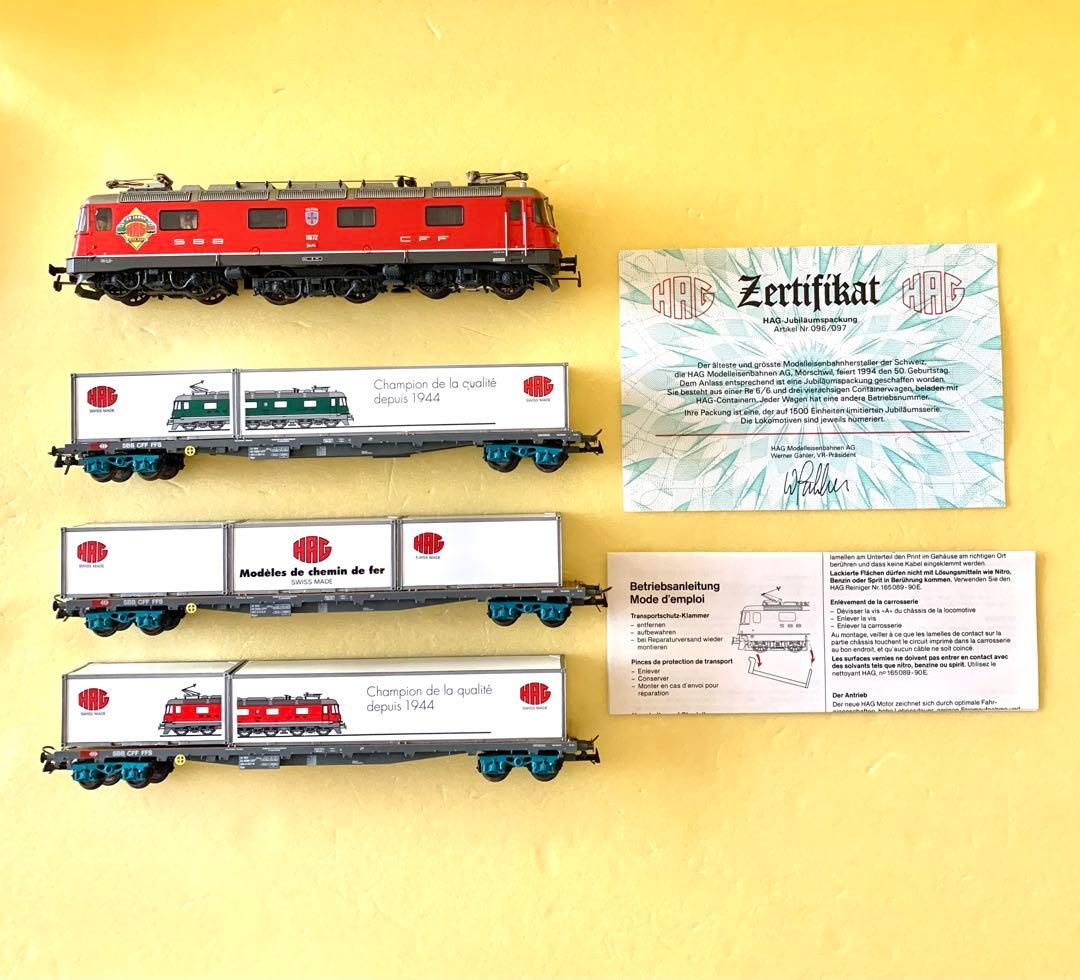 SBB
11672
CFF
HAG
SWISS MADE
Champion de la qualité
depuis 1944
HAG
SWISS MADE
SBB CFF FFS
HAG
SWISS MADE
HAG
Modèles de chemin de fer
SWISS MADE
HAG
SWISS MADE
SBB CFF FFS
HAG
SWISS MADE
Champion de la qualité
depuis 1944
HAG
SWISS MADE
SBB CFF FFS
HAG Zertifikat HAG
HAG-Jubiläumspackung
Artikel Nr. 096/097
Der älteste und grösste Modelleisenbahnhersteller der Schweiz,
die HAG Modelleisenbahnen AG, Mörschwil, feiert 1994 den 50. Geburtstag.
Dem Anlass entsprechend ist eine Jubiläumspackung geschaffen worden.
Sie besteht aus einer Re 6/6 und drei vierachsigen Containerwagen, beladen mit
HAG-Containern. Jeder Wagen hat eine andere Betriebsnummer.
Ihre Packung ist eine, der auf 1500 Einheiten limitierten Jubiläumsserie.
Die Lokomotiven sind jeweils numeriert.
HAG Modelleisenbahnen AG
Werner Gahler, VR-Präsident
Betriebsanleitung
Mode d'emploi
Transportschutz-Klammer
– entfernen
– aufbewahren
– bei Reparaturversand wieder
montieren
Pinces de protection de transport
– Enlever
– Conserver
– Monter en cas d'envoi pour
réparation
SBB
lamellen am Unterteil den Print im Gehäuse am richtigen Ort
berühren und dass keine Kabel eingeklemmt werden.
Lackierte Flächen dürfen nicht mit Lösungsmitteln wie Nitro,
Benzin oder Sprit in Berührung kommen. Verwenden Sie den
HAG Reiniger Nr. 165 089-90E.
Enlèvement de la carrosserie
– Dévisser la vis «A» du châssis de la locomotive
– Enlever la vis
– Enlever la carrosserie
Au montage, veiller à ce que les lamelles de contact sur la
partie châssis touchent le circuit imprimé dans la carrosserie
au bon endroit, et qu'aucun câble ne soit coincé.
Les surfaces vernies ne doivent pas entrer en contact avec
des solvants tels que nitro, benzine ou spirit. Utilisez le
nettoyant HAG, nº 165 089-90E.
Der Antrieb
Der neue HAG Motor zeichnet sich durch optimale Fahr-